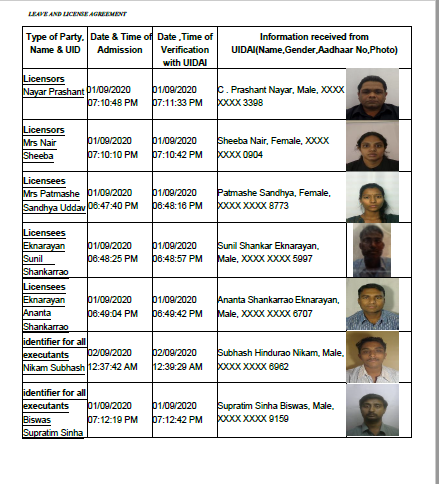 LEAVE AND LICENSE AGREEMENT
Type of Party, Name & UID
Date & Time of Admission
Date ,Time of Verification with UIDAI
Information received from UIDAI(Name,Gender,Aadhaar No,Photo)
Licensors
Nayar Prashant
01/09/2020
07:10:48 PM
01/09/2020
07:11:33 PM
C . Prashant Nayar, Male, XXXX
XXXX 3398
Licensors
Mrs Nair
Sheeba
01/09/2020
07:10:10 PM
01/09/2020
07:10:42 PM
Sheeba Nair, Female, XXXX
XXXX 0904
Licensees
Mrs Patmashe
Sandhya Uddav
01/09/2020
06:47:40 PM
01/09/2020
06:48:16 PM
Patmashe Sandhya, Female,
XXXX XXXX 8773
Licensees
Eknarayan
Sunil
Shankarrao
01/09/2020
06:48:25 PM
01/09/2020
06:48:57 PM
Sunil Shankar Eknarayan,
Male, XXXX XXXX 5997
Licensees
Eknarayan
Ananta
Shankarrao
01/09/2020
06:49:04 PM
01/09/2020
06:49:42 PM
Ananta Shankarrao Eknarayan,
Male, XXXX XXXX 6707
identifier for all
executants
Nikam Subhash
02/09/2020
12:37:42 AM
02/09/2020
12:39:29 AM
Subhash Hindurao Nikam, Male,
XXXX XXXX 6962
identifier for all
executants
Biswas
Supratim Sinha
01/09/2020
07:12:19 PM
01/09/2020
07:12:42 PM
Supratim Sinha Biswas, Male,
XXXX XXXX 9159